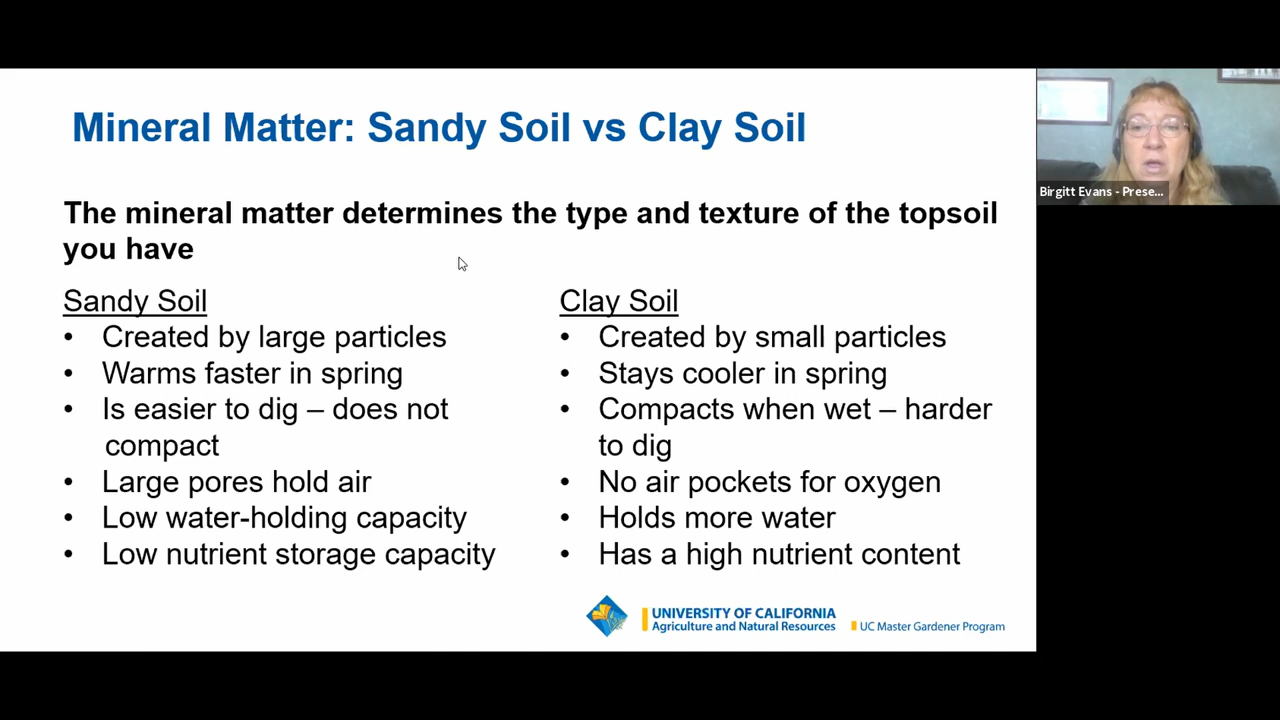 Mineral Matter: Sandy Soil vs Clay Soil
The mineral matter determines the type and texture of the topsoil
you have
Sandy Soil
• Created by large particles
• Warms faster in spring
• Is easier to dig – does not
compact
• Large pores hold air
• Low water-holding capacity
• Low nutrient storage capacity
Clay Soil
• Created by small particles
• Stays cooler in spring
• Compacts when wet – harder
to dig
• No air pockets for oxygen
• Holds more water
• Has a high nutrient content
UNIVERSITY OF CALIFORNIA
Agriculture and Natural Resources
UC Master Gardener Program
Birgitt Evans - Prese...